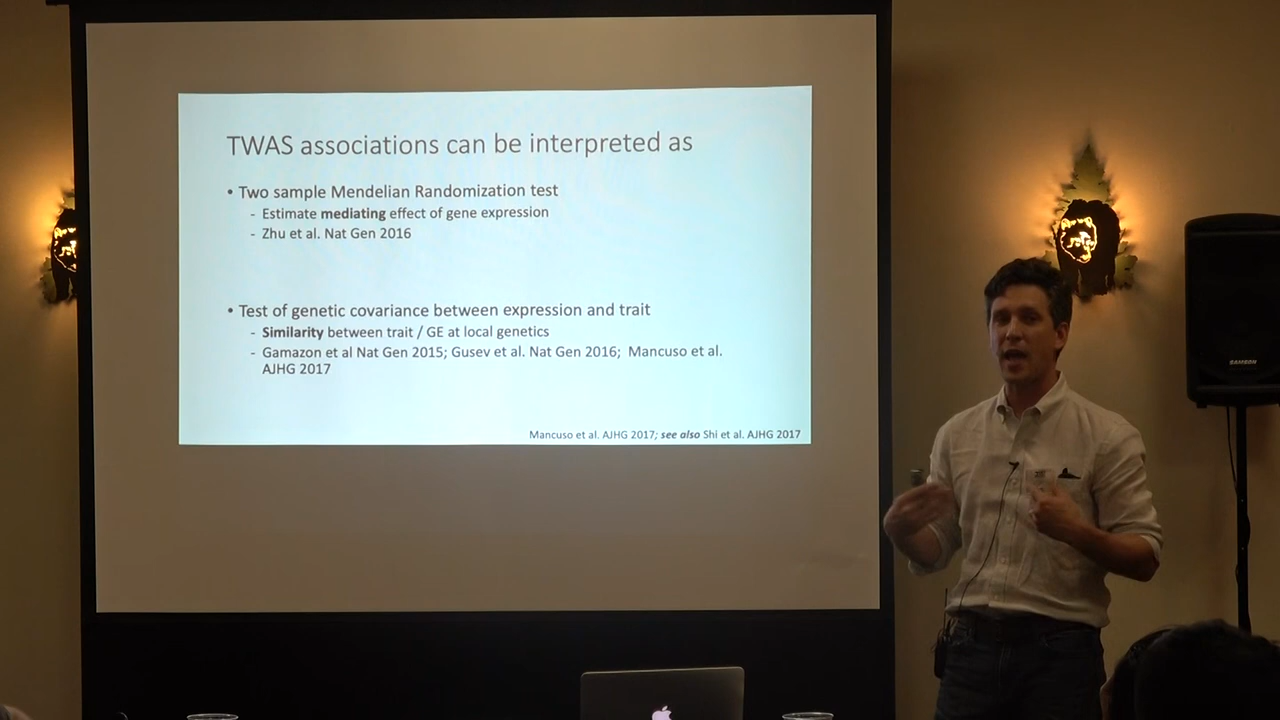 TWAS associations can be interpreted as
• Two sample Mendelian Randomization test
- Estimate mediating effect of gene expression
- Zhu et al. Nat Gen 2016
• Test of genetic covariance between expression and trait
- Similarity between trait / GE at local genetics
- Gamazon et al Nat Gen 2015; Gusev et al. Nat Gen 2016; Mancuso et al.
AJHG 2017
Mancuso et al. AJHG 2017; see also Shi et al. AJHG 2017
SAMSON